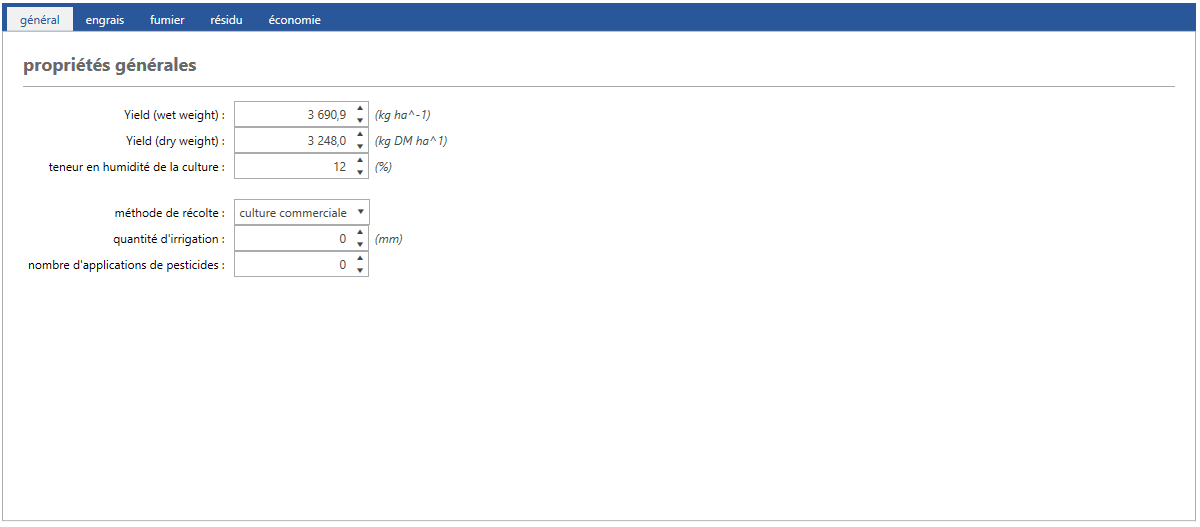 général engrais fumier résidu économie
propriétés générales
Yield (wet weight) : 3 690,9 (kg ha^-1)
Yield (dry weight) : 3 248,0 (kg DM ha^1)
teneur en humidité de la culture : 12 (%)
méthode de récolte : culture commerciale
quantité d'irrigation : 0 (mm)
nombre d'applications de pesticides : 0